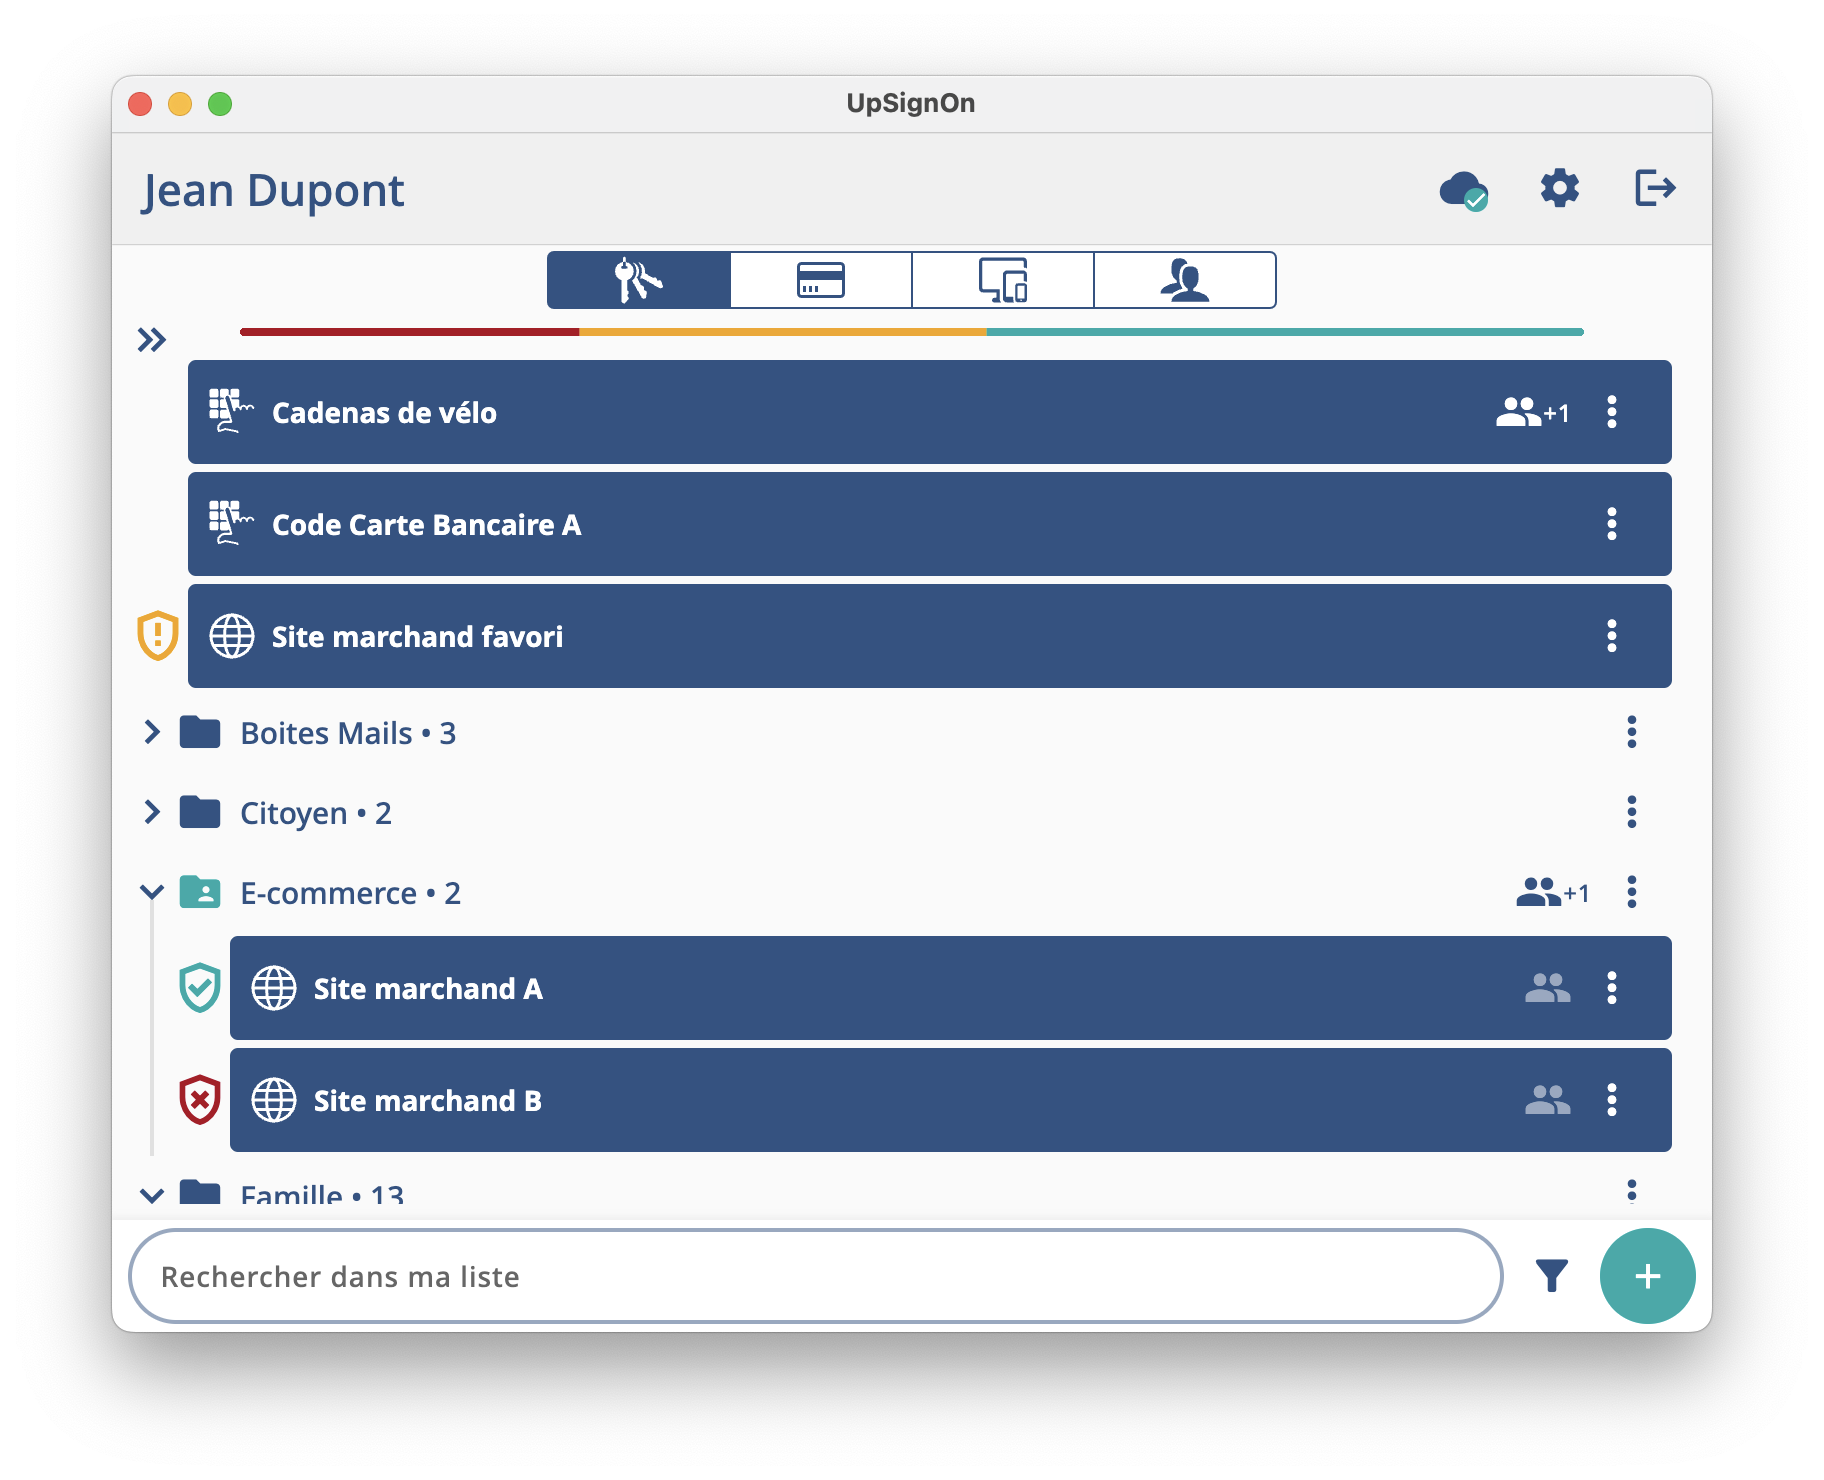 UpSignOn
Jean Dupont
Cadenas de vélo +1
Code Carte Bancaire A
Site marchand favori
Boites Mails • 3
Citoyen • 2
E-commerce • 2 +1
Site marchand A
Site marchand B
Famille • 13
Rechercher dans ma liste